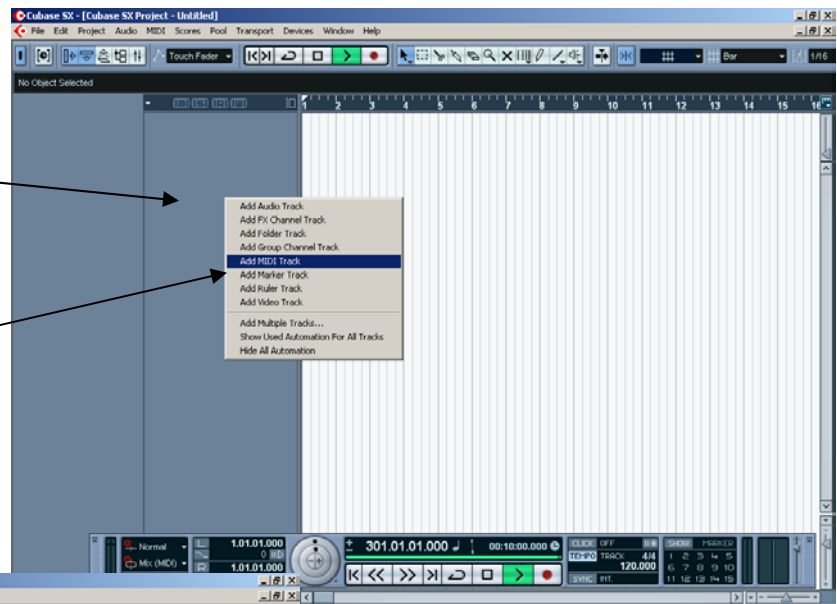 Cubase SX - [Cubase SX Project - Untitled]
File Edit Project Audio MIDI Scores Pool Transport Devices Window Help
Touch Fader Bar 1/16
No Object Selected
1 2 3 4 5 6 7 8 9 10 11 12 13 14 15 16
Add Audio Track
Add FX Channel Track
Add Folder Track
Add Group Channel Track
Add MIDI Track
Add Marker Track
Add Ruler Track
Add Video Track
Add Multiple Tracks...
Show Used Automation For All Tracks
Hide All Automation
Normal L 1.01.01.000 301.01.01.000 00:10:00.000 CLICK OFF SHOW MARKER
0
TEMPO TRACK 4/4 1 2 3 4 5
Mix (MIDI) R 1.01.01.000 120.000 6 7 8 9 10
SYNC INT. 11 12 13 14 15